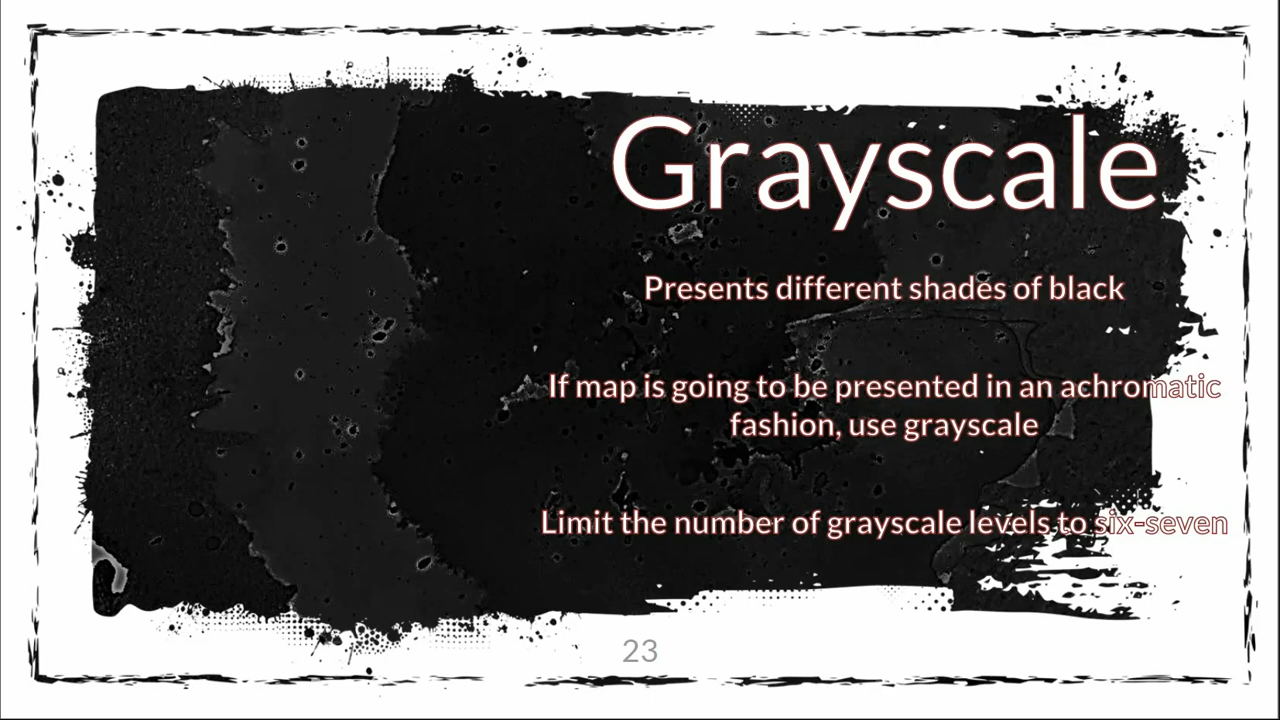 Grayscale
Presents different shades of black
If map is going to be presented in an achromatic
fashion, use grayscale
Limit the number of grayscale levels to six-seven
23